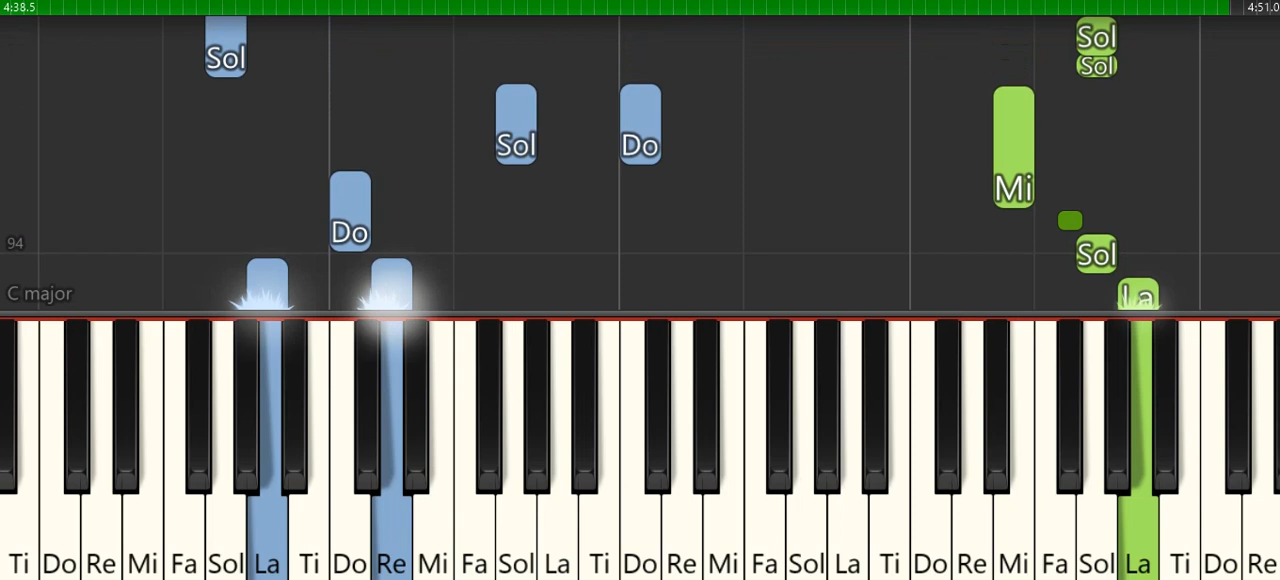 4:38.5 4:51.0
Sol Sol
Sol
Sol Do
Mi
Do
94 Sol
C major La
Ti Do Re Mi Fa Sol La Ti Do Re Mi Fa Sol La Ti Do Re Mi Fa Sol La Ti Do Re Mi Fa Sol La Ti Do Re